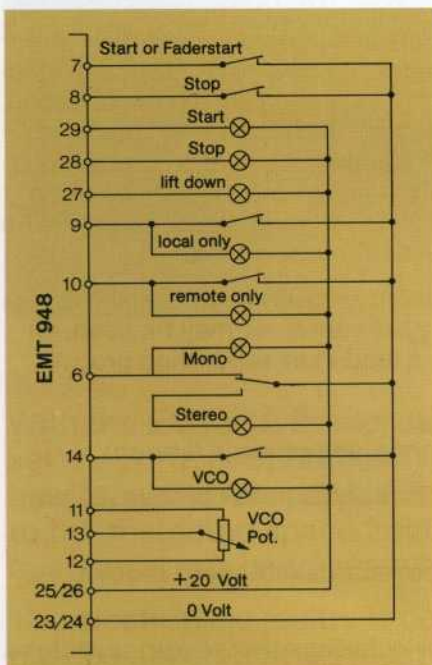 7 Start or Faderstart
8 Stop
29 Start
28 Stop
27 lift down
9
local only
10
remote only
EMT 948
Mono
6
Stereo
14
VCO
11
13 VCO
Pot.
12
25/26 +20 Volt
23/24 0 Volt